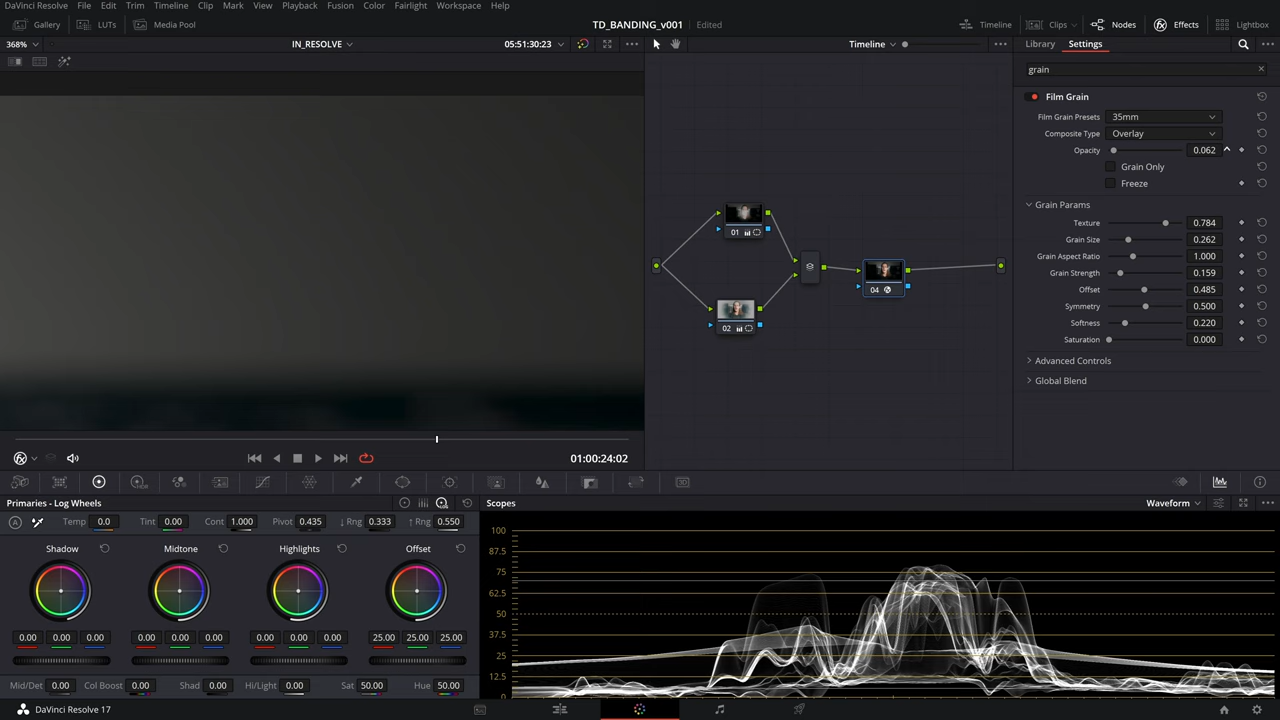 DaVinci Resolve File Edit Trim Timeline Clip Mark View Playback Fusion Color Fairlight Workspace Help
Gallery LUTs Media Pool TD_BANDING_v001 Edited Timeline Clips Nodes Effects Lightbox
368% IN_RESOLVE 05:51:30:23 Timeline Library Settings
grain
Film Grain
Film Grain Presets 35mm
Composite Type Overlay
Opacity 0.062
Grain Only
Freeze
Grain Params
Texture 0.784
Grain Size 0.262
Grain Aspect Ratio 1.000
Grain Strength 0.159
Offset 0.485
Symmetry 0.500
Softness 0.220
Saturation 0.000
Advanced Controls
Global Blend
01
04
02
01:00:24:02
Primaries - Log Wheels
Temp 0.0 Tint 0.00 Cont 1.000 Pivot 0.435 ↓ Rng 0.333 ↑ Rng 0.550
Shadow Midtone Highlights Offset
0.00 0.00 0.00 0.00 0.00 0.00 0.00 0.00 0.00 25.00 25.00 25.00
Mid/Det 0.00 Col Boost 0.00 Shad 0.00 Hi/Light 0.00 Sat 50.00 Hue 50.00
Scopes Waveform
100
87.5
75
62.5
50
37.5
25
12.5
0
DaVinci Resolve 17